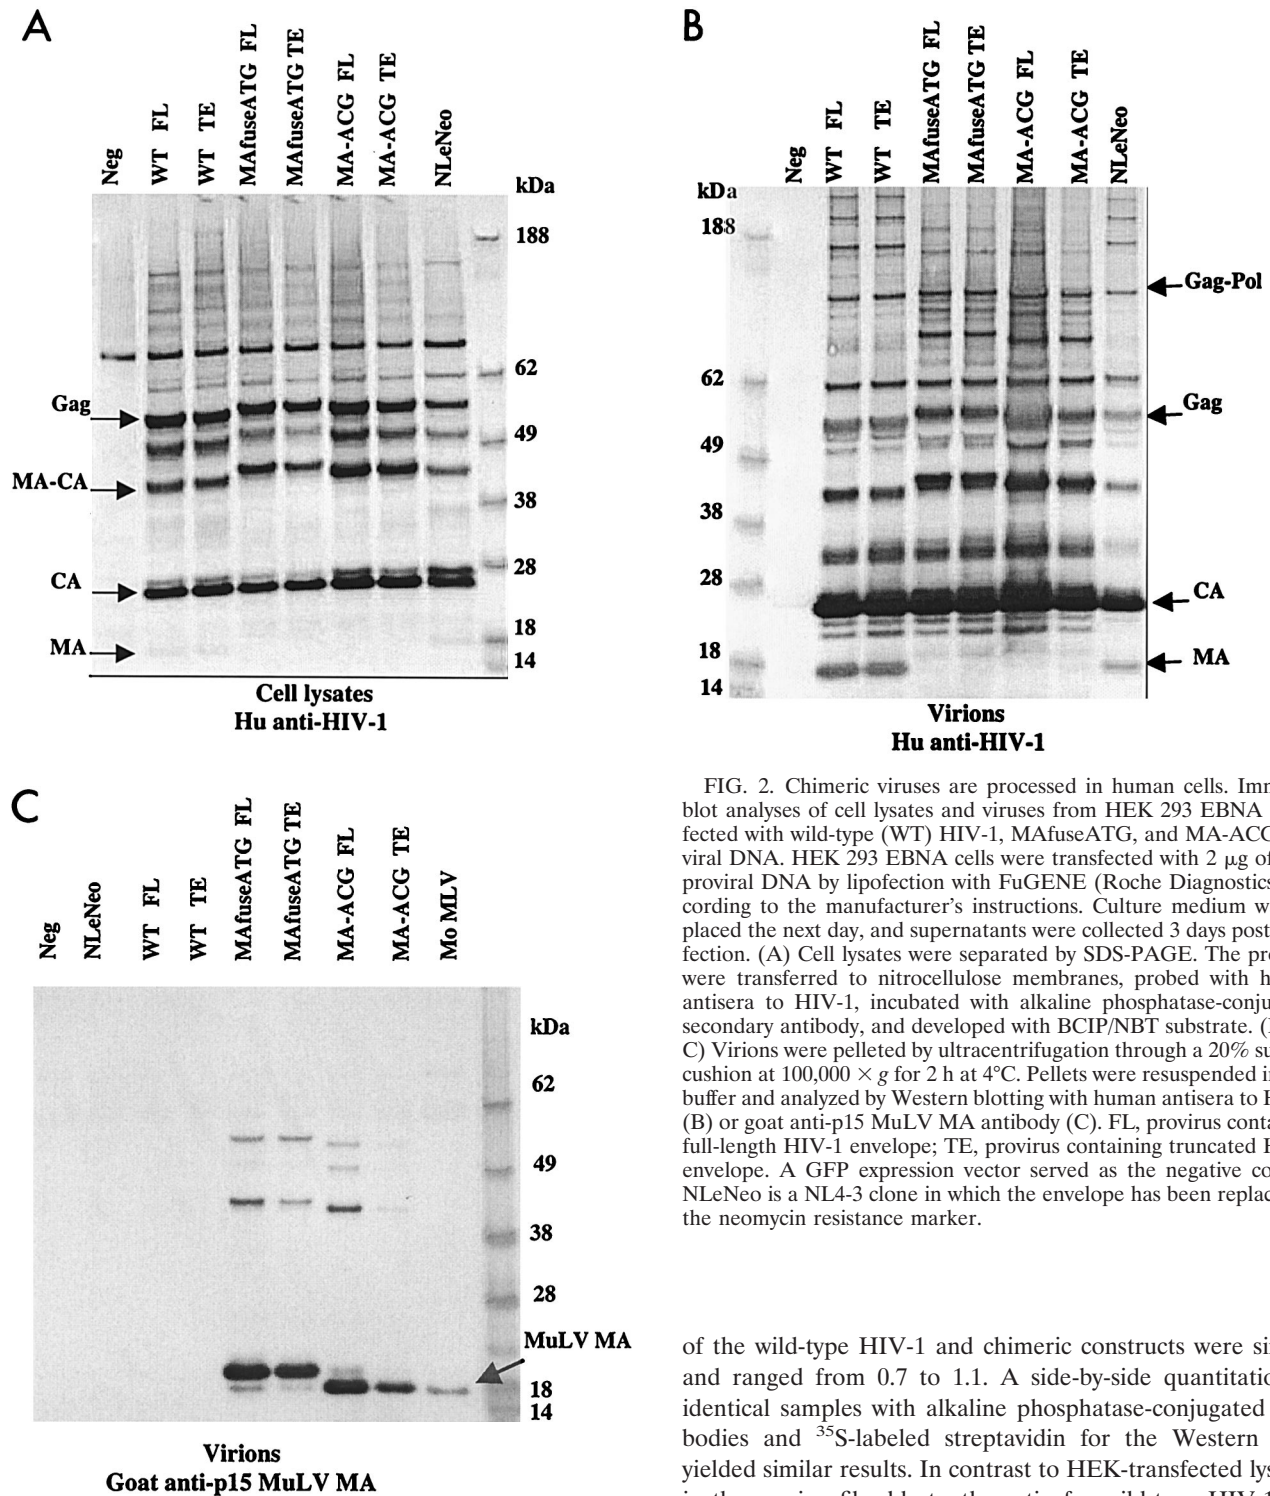 A
Neg
WT FL
WT TE
MAfuseATG FL
MAfuseATG TE
MA-ACG FL
MA-ACG TE
NLeNeo
kDa
188
62
49
38
28
18
14
Gag
MA-CA
CA
MA
Cell lysates
Hu anti-HIV-1
B
Neg
WT FL
WT TE
MAfuseATG FL
MAfuseATG TE
MA-ACG FL
MA-ACG TE
NLeNeo
kDa
188
62
49
38
28
18
14
Gag-Pol
Gag
CA
MA
Virions
Hu anti-HIV-1
C
Neg
NLeNeo
WT FL
WT TE
MAfuseATG FL
MAfuseATG TE
MA-ACG FL
MA-ACG TE
Mo MLV
kDa
62
49
38
28
MuLV MA
18
14
Virions
Goat anti-p15 MuLV MA
FIG. 2. Chimeric viruses are processed in human cells. Imm
blot analyses of cell lysates and viruses from HEK 293 EBNA
fected with wild-type (WT) HIV-1, MAfuseATG, and MA-ACG
viral DNA. HEK 293 EBNA cells were transfected with 2 μg of
proviral DNA by lipofection with FuGENE (Roche Diagnostics
cording to the manufacturer's instructions. Culture medium w
placed the next day, and supernatants were collected 3 days post
fection. (A) Cell lysates were separated by SDS-PAGE. The pro
were transferred to nitrocellulose membranes, probed with h
antisera to HIV-1, incubated with alkaline phosphatase-conju
secondary antibody, and developed with BCIP/NBT substrate. (
C) Virions were pelleted by ultracentrifugation through a 20% su
cushion at 100,000 × g for 2 h at 4°C. Pellets were resuspended in
buffer and analyzed by Western blotting with human antisera to H
(B) or goat anti-p15 MuLV MA antibody (C). FL, provirus conta
full-length HIV-1 envelope; TE, provirus containing truncated H
envelope. A GFP expression vector served as the negative co
NLeNeo is a NL4-3 clone in which the envelope has been replac
the neomycin resistance marker.
of the wild-type HIV-1 and chimeric constructs were sin
and ranged from 0.7 to 1.1. A side-by-side quantitatio
identical samples with alkaline phosphatase-conjugated
bodies and 35S-labeled streptavidin for the Western
yielded similar results. In contrast to HEK-transfected lys